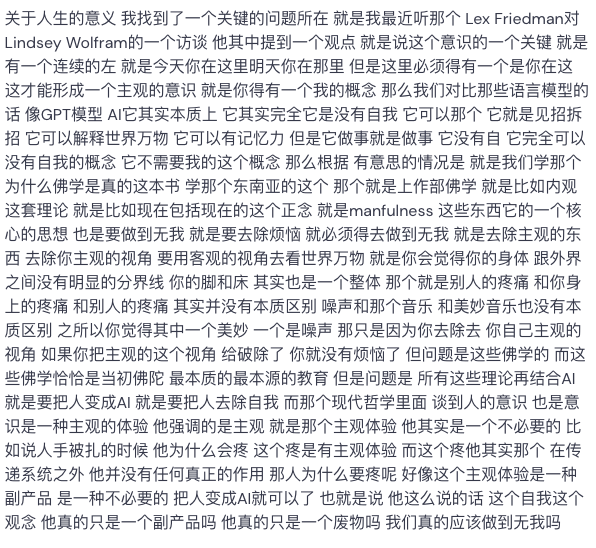 关于人生的意义 我找到了一个关键的问题所在 就是我最近听那个 Lex Friedman对
Lindsey Wolfram的一个访谈 他其中提到一个观点 就是说这个意识的一个关键 就是
有一个连续的左 就是今天你在这里明天你在那里 但是这里必须得有一个是你在这
这才能形成一个主观的意识 就是你得有一个我的概念 那么我们对比那些语言模型的
话 像GPT模型 AI它其实本质上 它其实完全它是没有自我 它可以那个 它就是见招拆
招 它可以解释世界万物 它可以有记忆力 但是它做事就是做事 它没有自 它完全可以
没有自我的概念 它不需要我的这个概念 那么根据 有意思的情况是 就是我们学那个
为什么佛学是真的这本书 学那个东南亚的这个 那个就是上作部佛学 就是比如内观
这套理论 就是比如现在包括现在的这个正念 就是manfulness 这些东西它的一个核
心的思想 也是要做到无我 就是要去除烦恼 就必须得去做到无我 就是去除主观的东
西 去除你主观的视角 要用客观的视角去看世界万物 就是你会觉得你的身体 跟外界
之间没有明显的分界线 你的脚和床 其实也是一个整体 那个就是别人的疼痛 和你身
上的疼痛 和别人的疼痛 其实并没有本质区别 噪声和那个音乐 和美妙音乐也没有本
质区别 之所以你觉得其中一个美妙 一个是噪声 那只是因为你去除去 你自己主观的
视角 如果你把主观的这个视角 给破除了 你就没有烦恼了 但问题是这些佛学的 而这
些佛学恰恰是当初佛陀 最本质的最本源的教育 但是问题是 所有这些理论再结合AI
就是要把人变成AI 就是要把人去除自我 而那个现代哲学里面 谈到人的意识 也是意
识是一种主观的体验 他强调的是主观 就是那个主观体验 他其实是一个不必要的 比
如说人手被扎的时候 他为什么会疼 这个疼是有主观体验 而这个疼他其实那个 在传
递系统之外 他并没有任何真正的作用 那人为什么要疼呢 好像这个主观体验是一种
副产品 是一种不必要的 把人变成AI就可以了 也就是说 他这么说的话 这个自我这个
观念 他真的只是一个副产品吗 他真的只是一个废物吗 我们真的应该做到无我吗